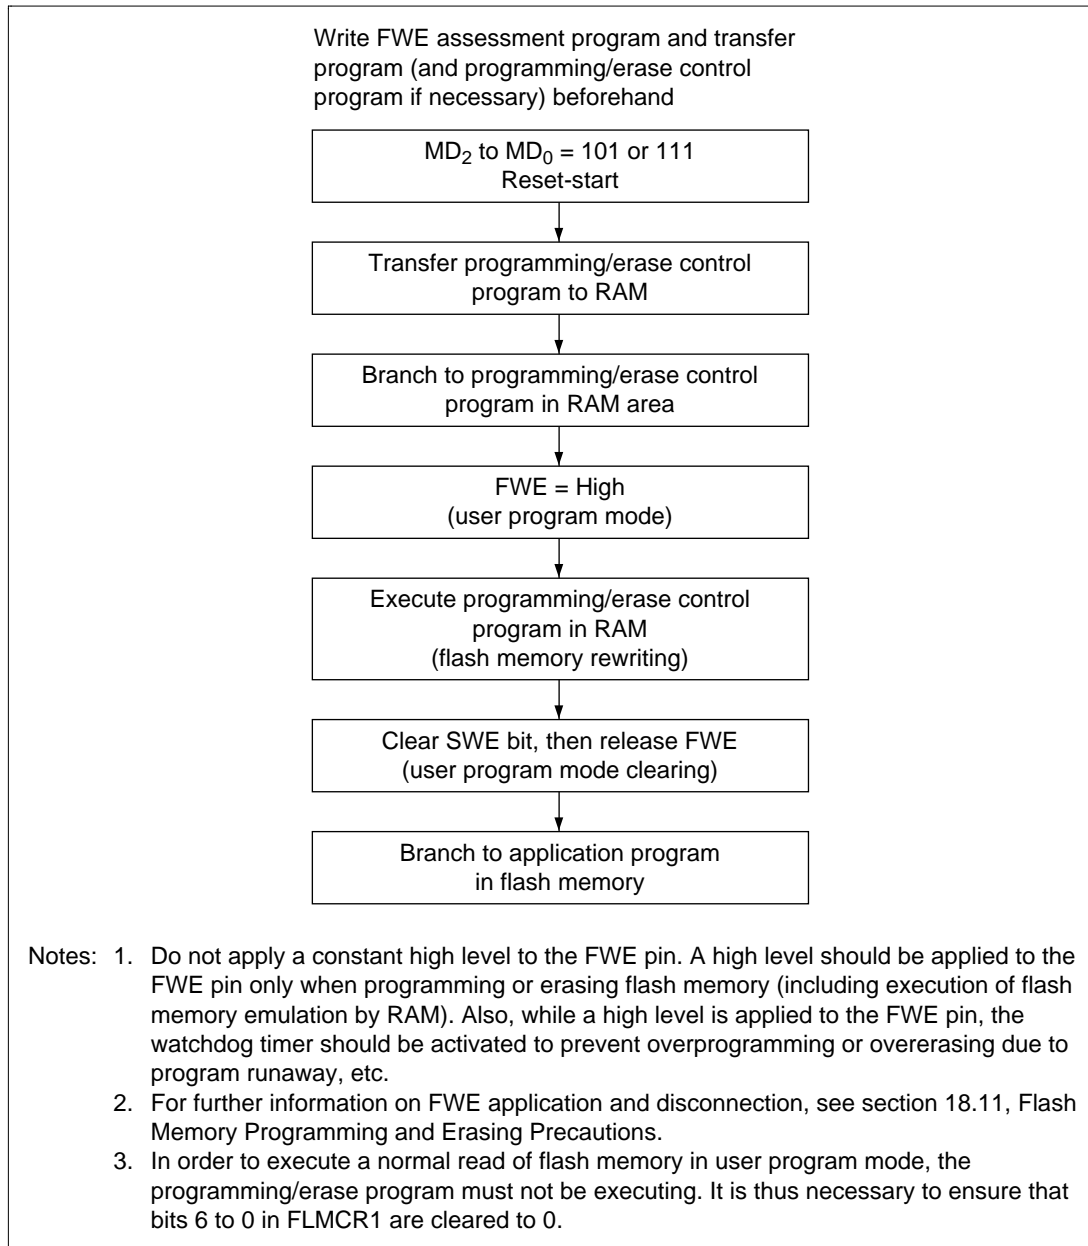 Write FWE assessment program and transfer
program (and programming/erase control
program if necessary) beforehand
MD2 to MD0 = 101 or 111
Reset-start
Transfer programming/erase control
program to RAM
Branch to programming/erase control
program in RAM area
FWE = High
(user program mode)
Execute programming/erase control
program in RAM
(flash memory rewriting)
Clear SWE bit, then release FWE
(user program mode clearing)
Branch to application program
in flash memory
Notes: 1. Do not apply a constant high level to the FWE pin. A high level should be applied to the
FWE pin only when programming or erasing flash memory (including execution of flash
memory emulation by RAM). Also, while a high level is applied to the FWE pin, the
watchdog timer should be activated to prevent overprogramming or overerasing due to
program runaway, etc.
2. For further information on FWE application and disconnection, see section 18.11, Flash
Memory Programming and Erasing Precautions.
3. In order to execute a normal read of flash memory in user program mode, the
programming/erase program must not be executing. It is thus necessary to ensure that
bits 6 to 0 in FLMCR1 are cleared to 0.